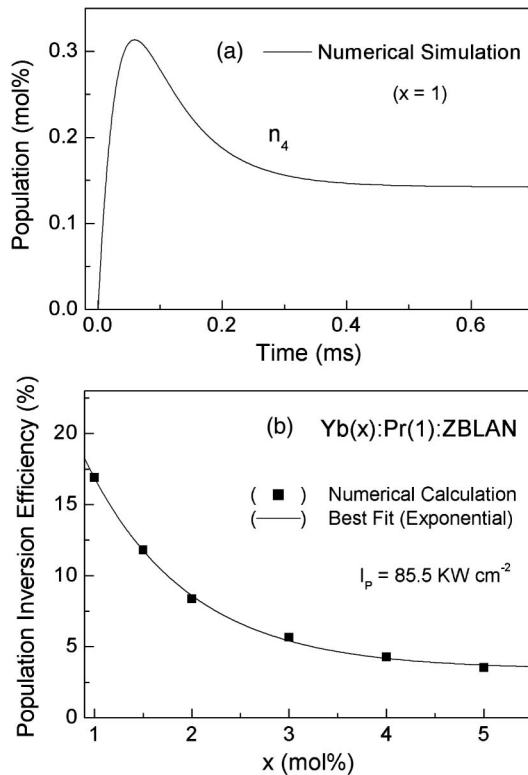 (a) — Numerical Simulation
(x = 1)
n₄
Population (mol%)
0.3
0.2
0.1
0.0
0.0 0.2 0.4 0.6
Time (ms)
(b) Yb(x):Pr(1):ZBLAN
( ■ ) Numerical Calculation
(—) Best Fit (Exponential)
I_P = 85.5 KW cm⁻²
Population Inversion Efficiency (%)
20
15
10
5
0
1 2 3 4 5
x (mol%)